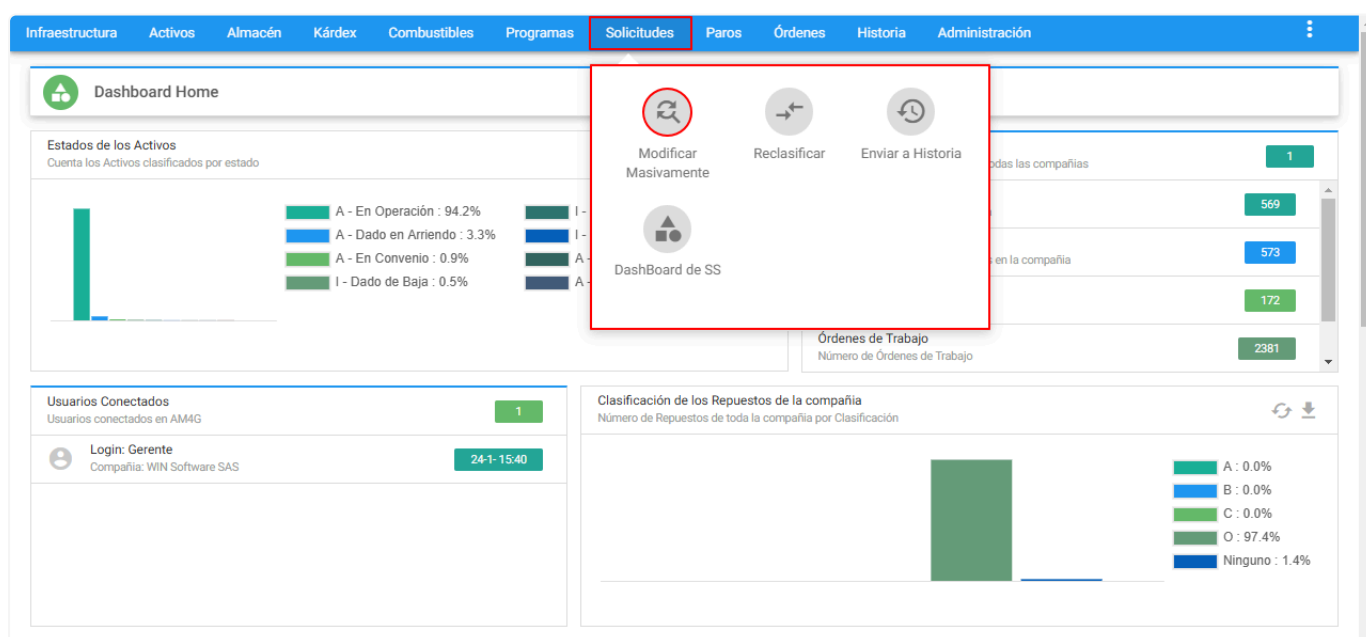 Infraestructura Activos Almacén Kárdex Combustibles Programas Solicitudes Paros Órdenes Historia Administración
Dashboard Home
Modificar
Masivamente
Reclasificar
Enviar a Historia
DashBoard de SS
Estados de los Activos
Cuenta los Activos clasificados por estado
A - En Operación : 94.2%
A - Dado en Arriendo : 3.3%
A - En Convenio : 0.9%
I - Dado de Baja : 0.5%
I -
I -
A -
A -
compañias
1
569
en la compañia
573
172
Órdenes de Trabajo
Número de Órdenes de Trabajo
2381
Usuarios Conectados
Usuarios conectados en AM4G
1
Login: Gerente
Compañia: WIN Software SAS
24-1- 15:40
Clasificación de los Repuestos de la compañia
Número de Repuestos de toda la compañia por Clasificación
A : 0.0%
B : 0.0%
C : 0.0%
O : 97.4%
Ninguno : 1.4%